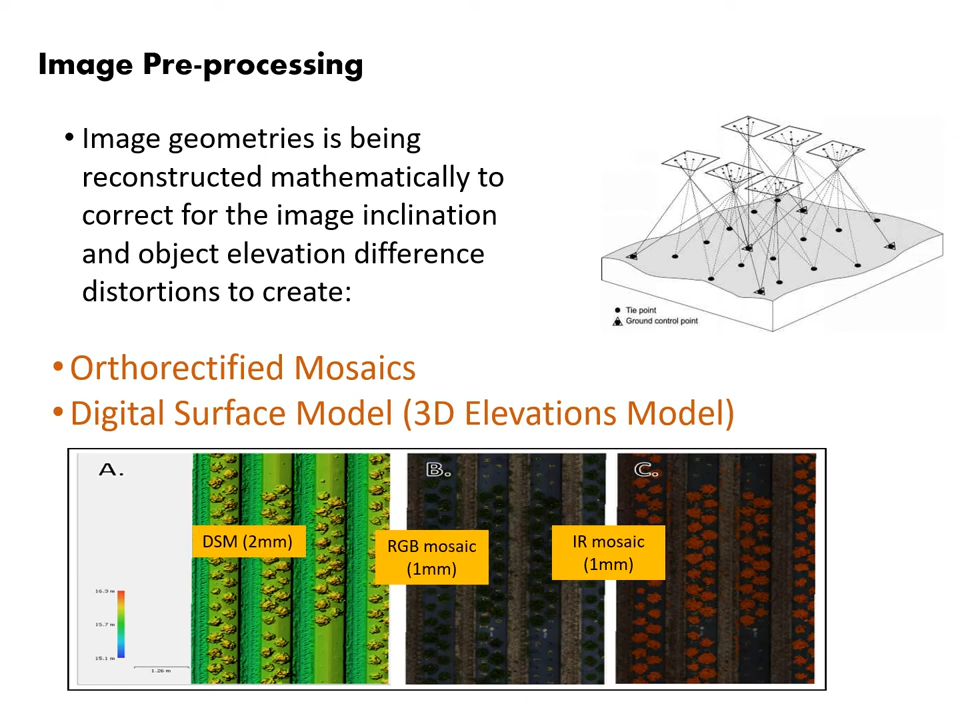 Image Pre-processing
• Image geometries is being
reconstructed mathematically to
correct for the image inclination
and object elevation difference
distortions to create:
Tie point
Ground control point
• Orthorectified Mosaics
• Digital Surface Model (3D Elevations Model)
A.
B.
C.
DSM (2mm)
RGB mosaic
(1mm)
IR mosaic
(1mm)
16.3 m
15.7 m
15.1 m
1.26 m